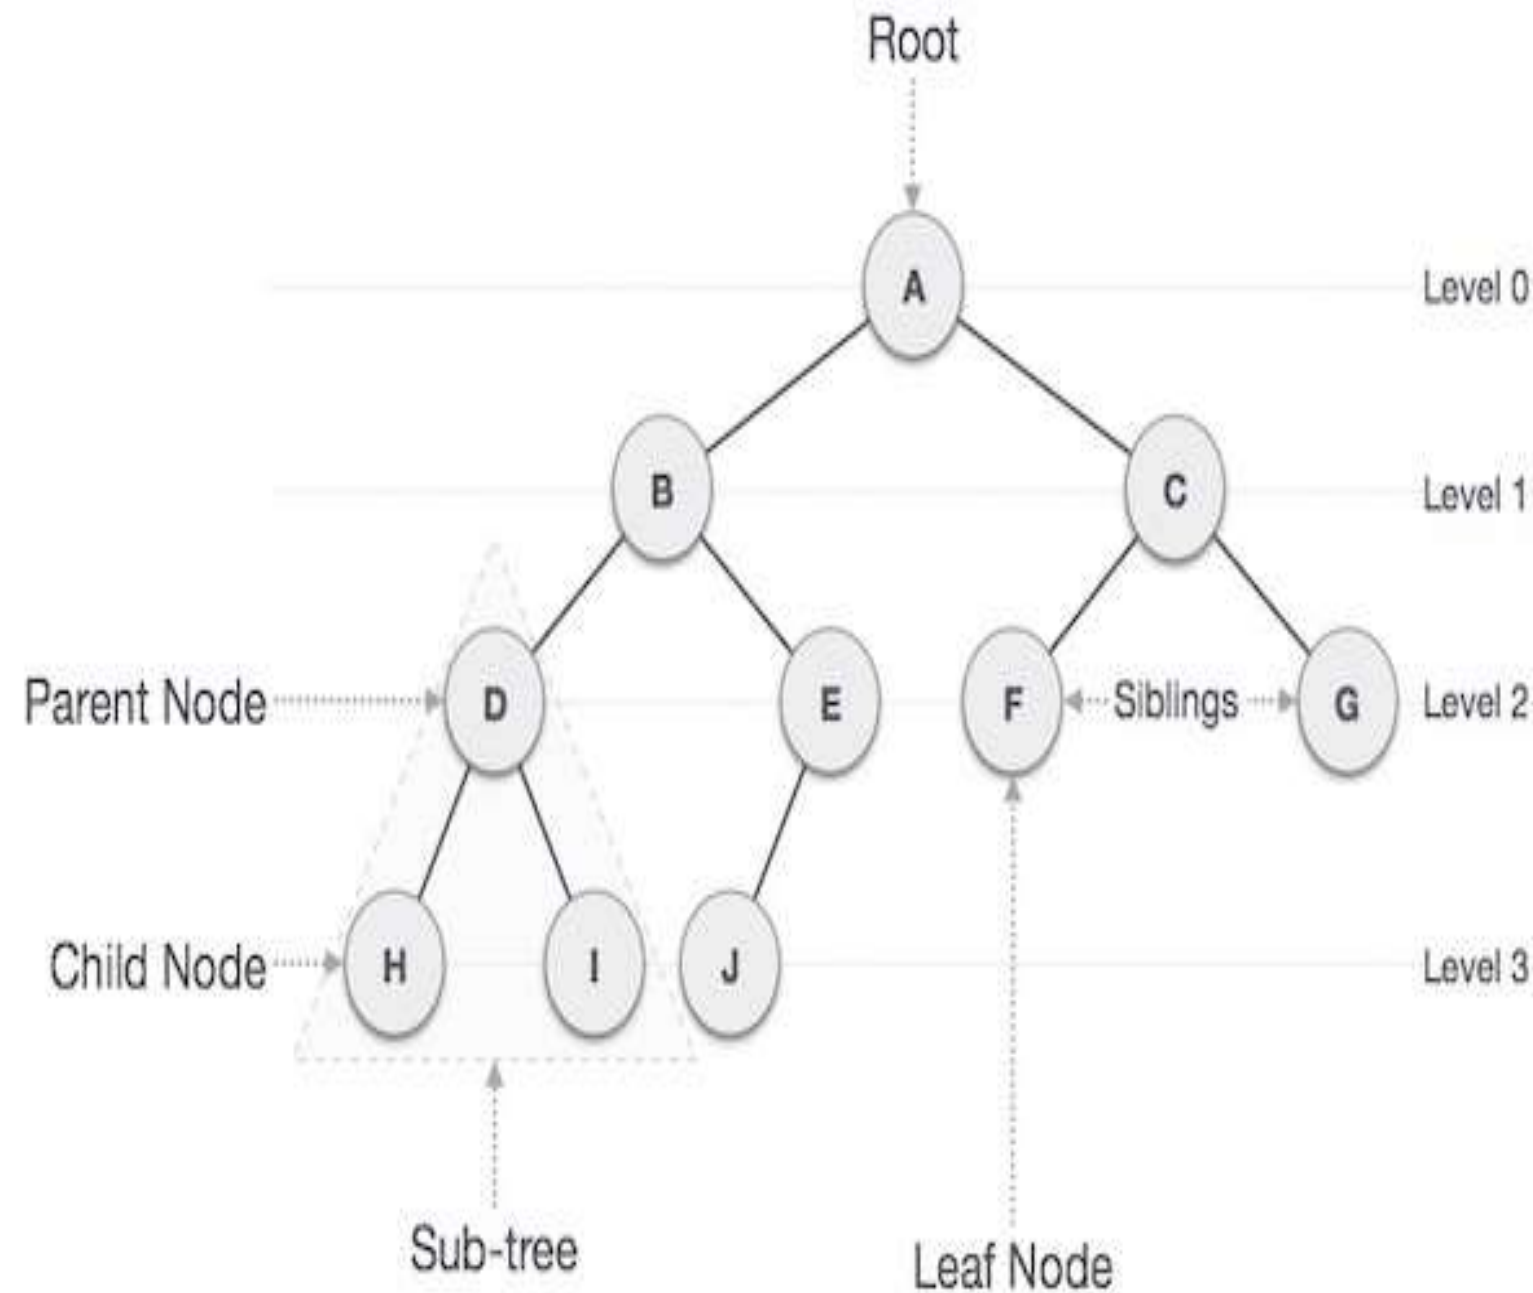 Root
A
Level 0
B
C
Level 1
Parent Node
D
E
F
Siblings
G
Level 2
Child Node
H
I
J
Level 3
Sub-tree
Leaf Node